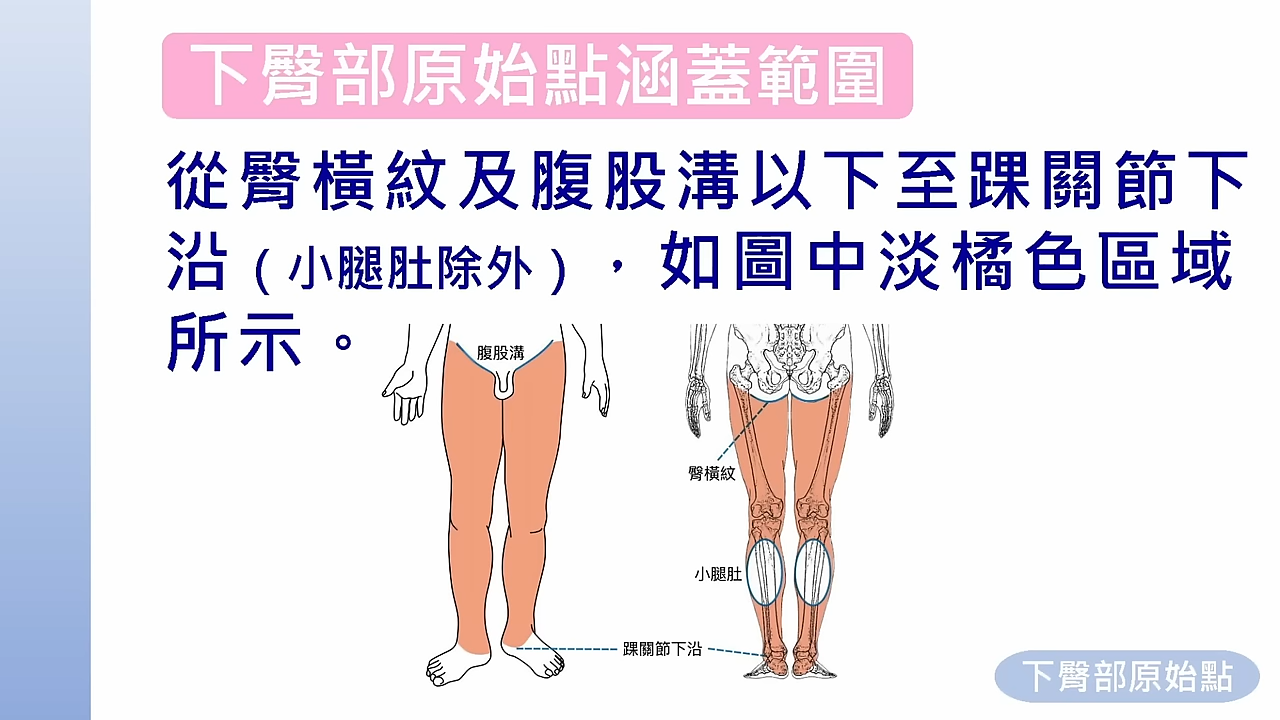 下臀部原始點涵蓋範圍
從臀橫紋及腹股溝以下至踝關節下
沿（小腿肚除外），如圖中淡橘色區域
所示。
腹股溝
臀橫紋
小腿肚
踝關節下沿
下臀部原始點